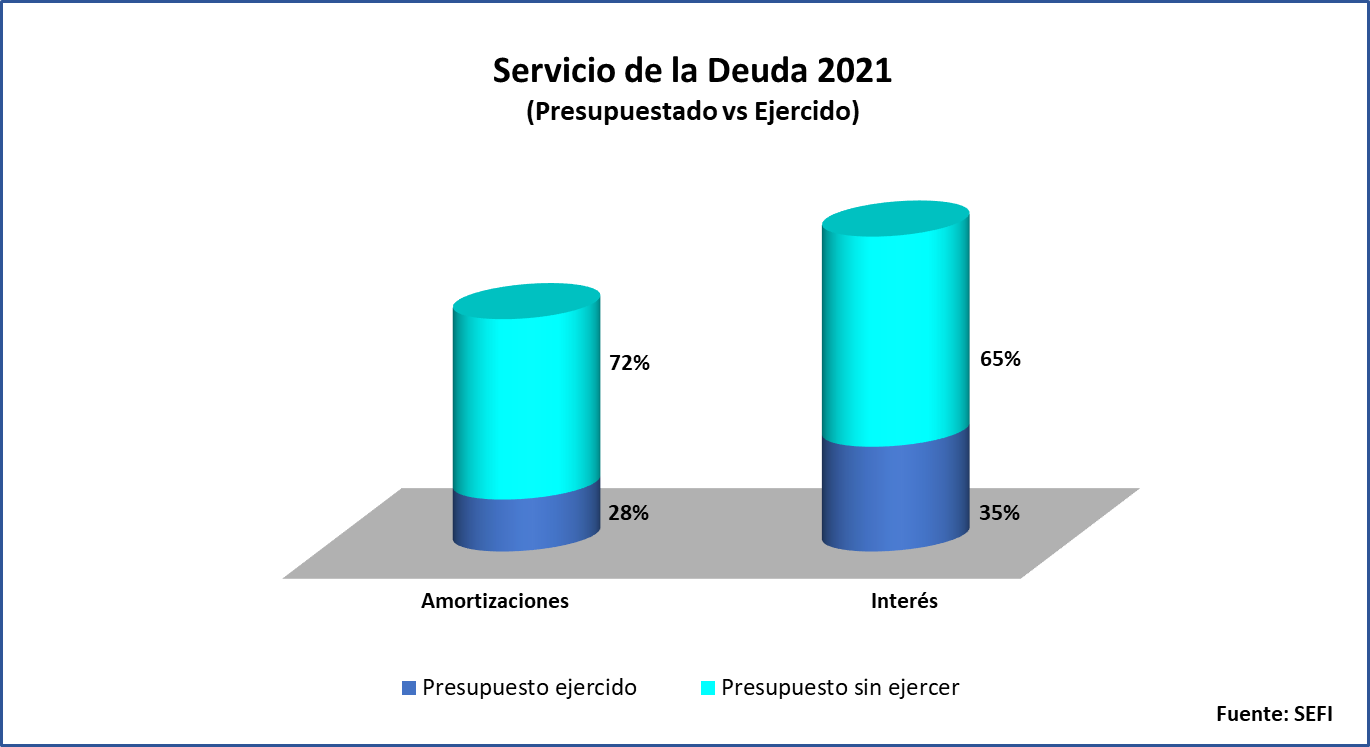 Servicio de la Deuda 2021
(Presupuestado vs Ejercido)
72%
65%
28%
35%
Amortizaciones
Interés
Presupuesto ejercido
Presupuesto sin ejercer
Fuente: SEFI